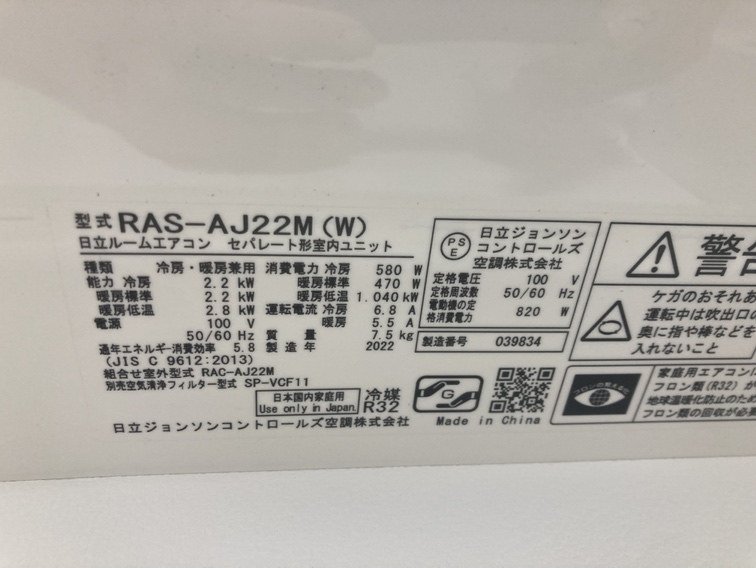 型式 RAS-AJ22M(W)
日立ルームエアコン セパレート形室内ユニット
種類 冷房・暖房兼用 消費電力 冷房 580 W
能力 冷房 2.2 kW 暖房標準 470 W
暖房標準 2.2 kW 暖房低温 1.040 kW
暖房低温 2.8 kW 運転電流 冷房 6.8 A
電源 100 V 暖房 5.5 A
50/60 Hz 質量 7.5 kg
通年エネルギー消費効率 5.8 製造年 2022
(JIS C 9612:2013)
組合せ室外型式 RAC-AJ22M
別売空気清浄フィルター型式 SP-VCF11
日本国内家庭用
Use only in Japan
冷媒
R32
日立ジョンソンコントロールズ空調株式会社
PS
E
日立ジョンソン
コントロールズ
空調株式会社
定格電圧 100 V
定格周波数 50/60 Hz
電動機の定
格消費電力 820 W
製造番号 039834
G
Made in China
警告
ケガのおそれあ
運転中は吹出口の
奥に指や棒などを
入れないこと
フロンの見える化
家庭用エアコンに
フロン類(R32)が
地球温暖化防止のため
フロン類の回収が必